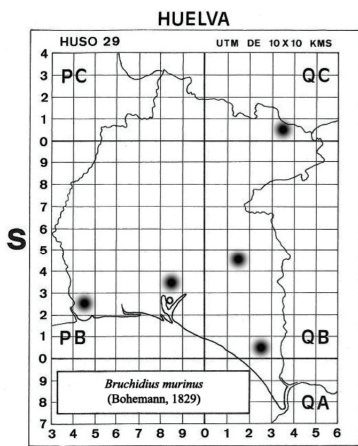 HUELVA
HUSO 29 UTM DE 10 X 10 KMS
4
PC QC
3
2
1
0
9
8
7
6
S
5
4
3
2
1
PB QB
0
9
Bruchidius murinus
(Bohemann, 1829)
QA
8
7
3 4 5 6 7 8 9 0 1 2 3 4 5 6